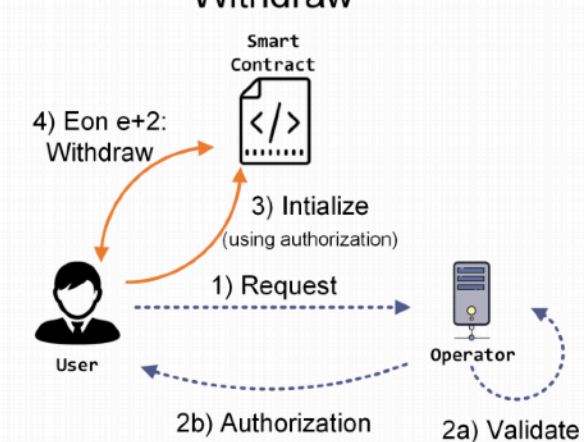 Withdraw
Smart
Contract
</>
4) Eon e+2:
Withdraw
3) Intialize
(using authorization)
1) Request
User
Operator
2b) Authorization
2a) Validate